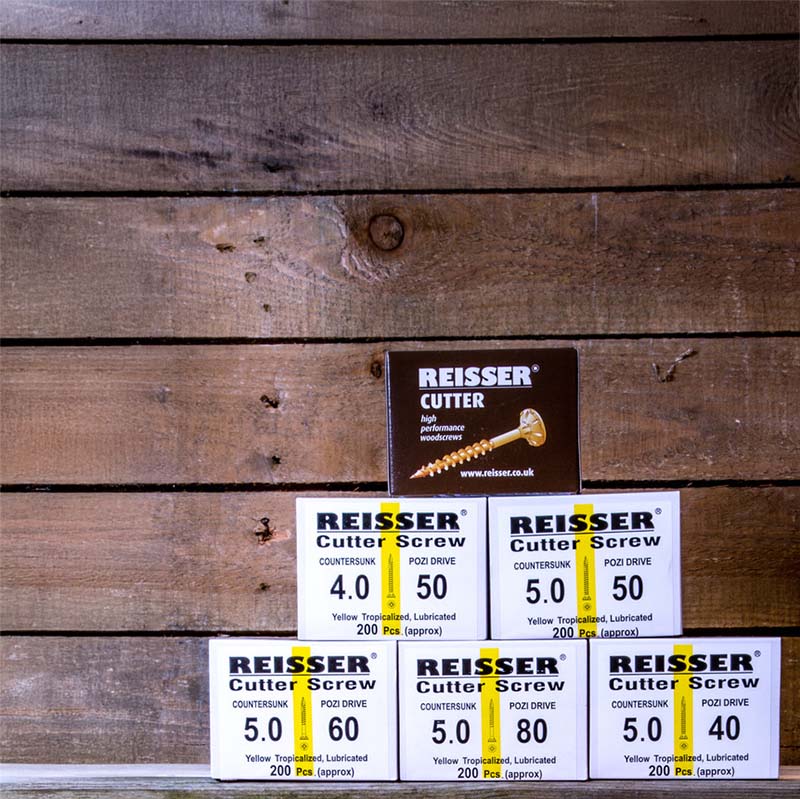 REISSER®
CUTTER
high
performance
woodscrews
www.reisser.co.uk
REISSER®
Cutter Screw
COUNTERSUNK POZI DRIVE
4.0 50
Yellow Tropicalized, Lubricated
200 Pcs. (approx)
REISSER®
Cutter Screw
COUNTERSUNK POZI DRIVE
5.0 50
Yellow Tropicalized, Lubricated
200 Pcs. (approx)
REISSER®
Cutter Screw
COUNTERSUNK POZI DRIVE
5.0 60
Yellow Tropicalized, Lubricated
200 Pcs. (approx)
REISSER®
Cutter Screw
COUNTERSUNK POZI DRIVE
5.0 80
Yellow Tropicalized, Lubricated
200 Pcs. (approx)
REISSER®
Cutter Screw
COUNTERSUNK POZI DRIVE
5.0 40
Yellow Tropicalized, Lubricated
200 Pcs. (approx)